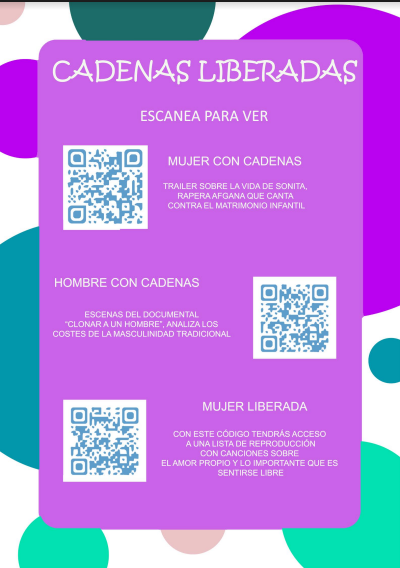 CADENAS LIBERADAS
ESCANEA PARA VER
MUJER CON CADENAS
TRAILER SOBRE LA VIDA DE SONITA,
RAPERA AFGANA QUE CANTA
CONTRA EL MATRIMONIO INFANTIL
HOMBRE CON CADENAS
ESCENAS DEL DOCUMENTAL
“CLONAR A UN HOMBRE”, ANALIZA LOS
COSTES DE LA MASCULINIDAD TRADICIONAL
MUJER LIBERADA
CON ESTE CÓDIGO TENDRÁS ACCESO
A UNA LISTA DE REPRODUCCIÓN
CON CANCIONES SOBRE
EL AMOR PROPIO Y LO IMPORTANTE QUE ES
SENTIRSE LIBRE